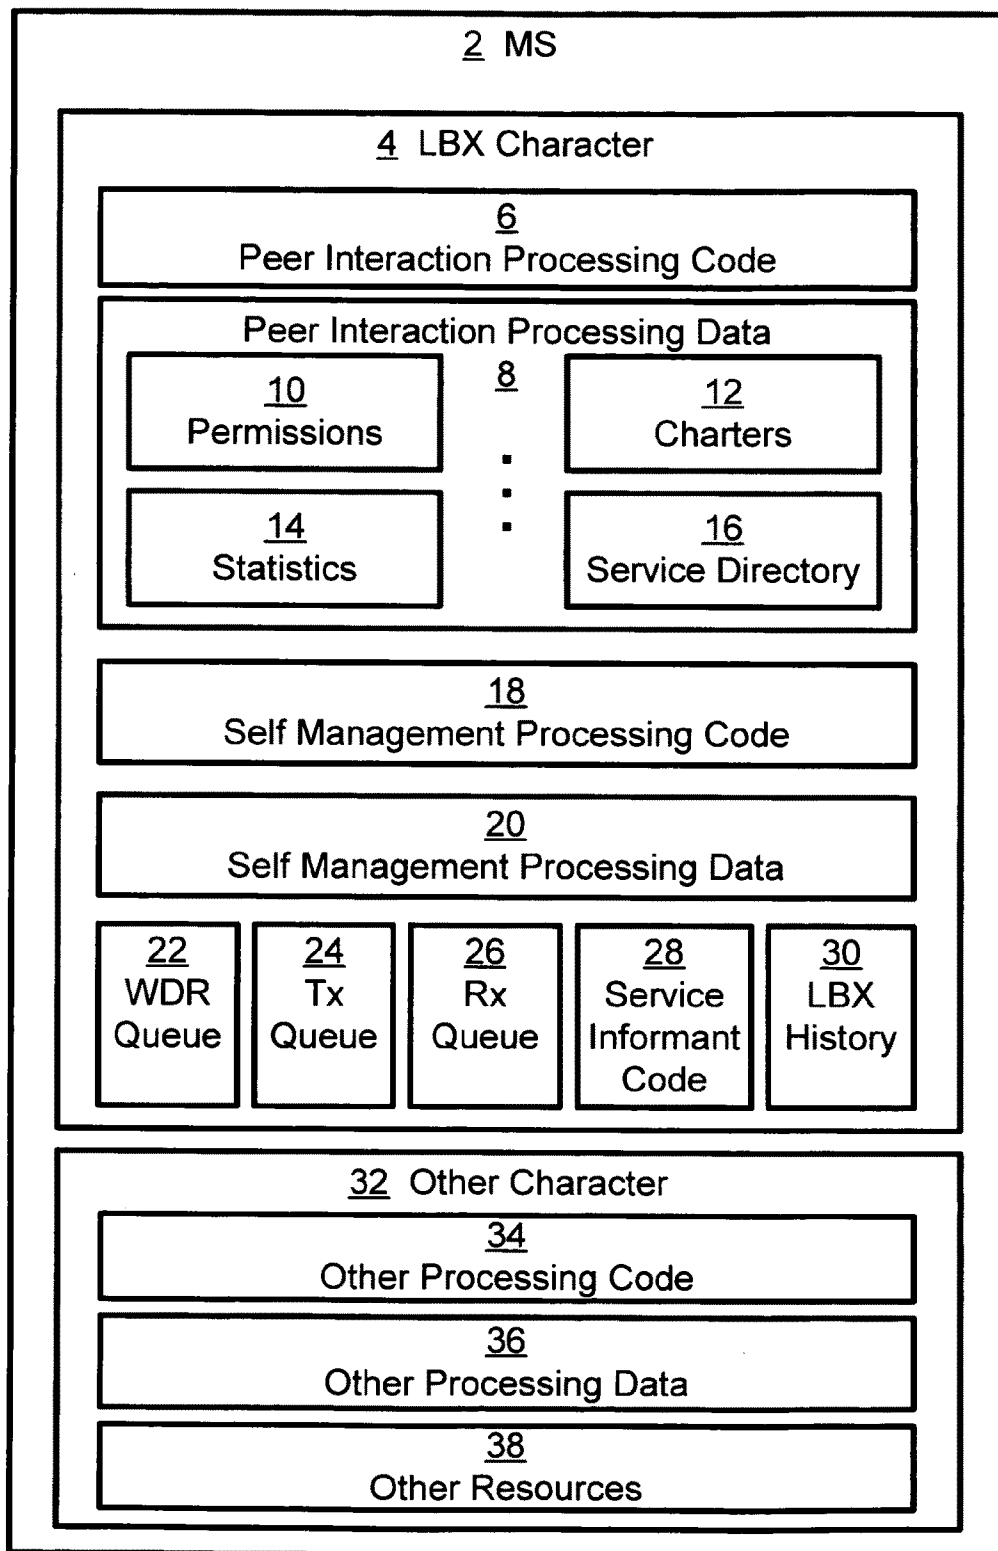 2 MS
4 LBX Character
6
Peer Interaction Processing Code
Peer Interaction Processing Data
8
10
Permissions
12
Charters
14
Statistics
16
Service Directory
18
Self Management Processing Code
20
Self Management Processing Data
22
WDR
Queue
24
Tx
Queue
26
Rx
Queue
28
Service
Informant
Code
30
LBX
History
32 Other Character
34
Other Processing Code
36
Other Processing Data
38
Other Resources